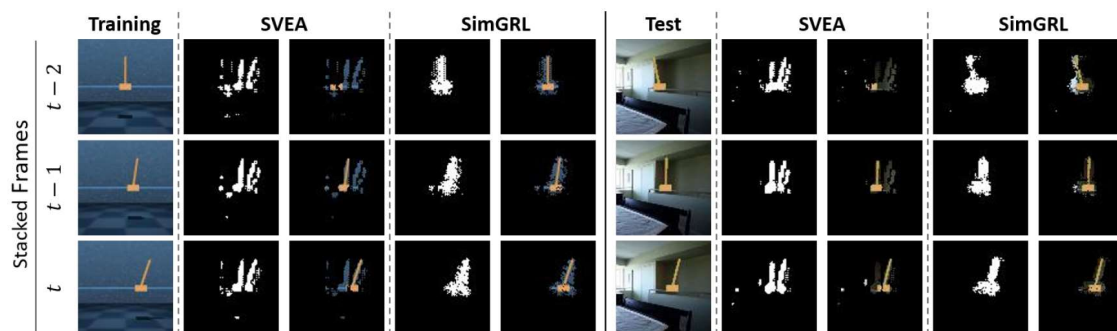 Training SVEA SimGRL Test SVEA SimGRL
Stacked Frames
t − 2
t − 1
t